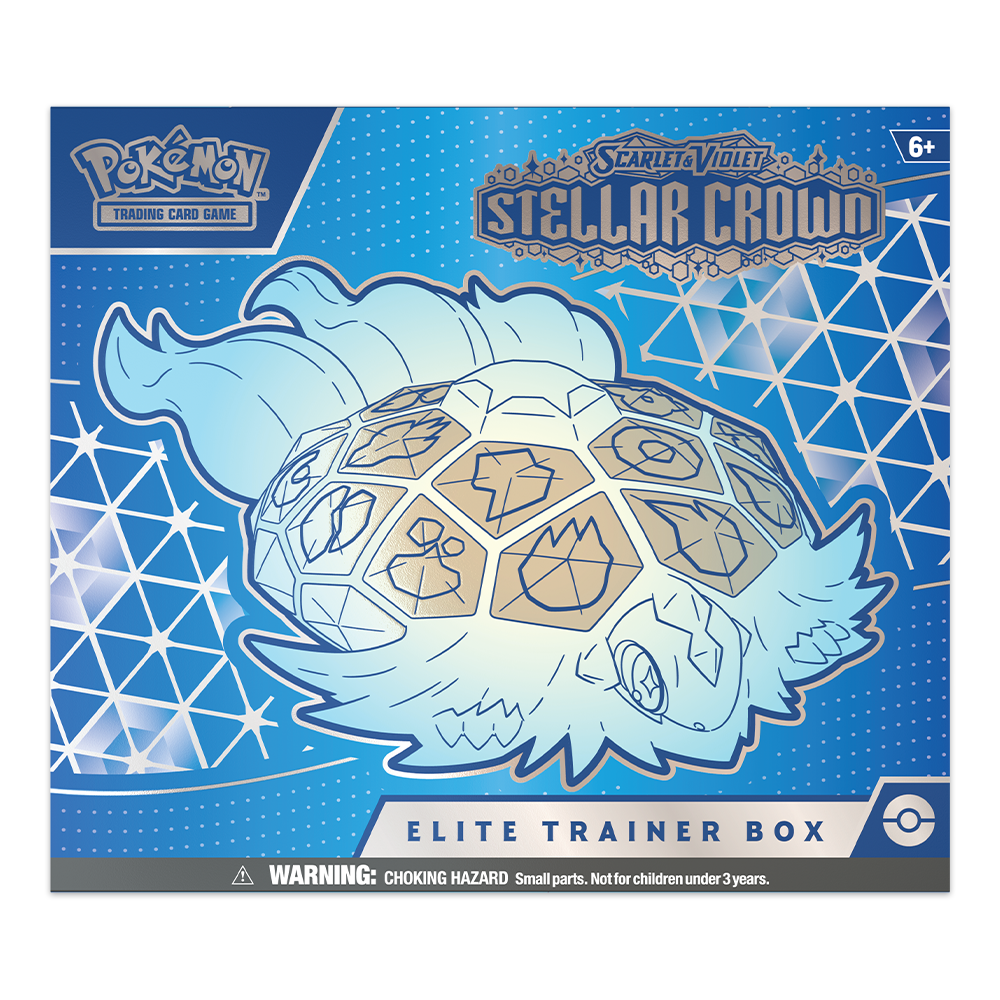 POKéMON™
TRADING CARD GAME
6+
SCARLET & VIOLET
STELLAR CROWN
ELITE TRAINER BOX
WARNING: CHOKING HAZARD Small parts. Not for children under 3 years.